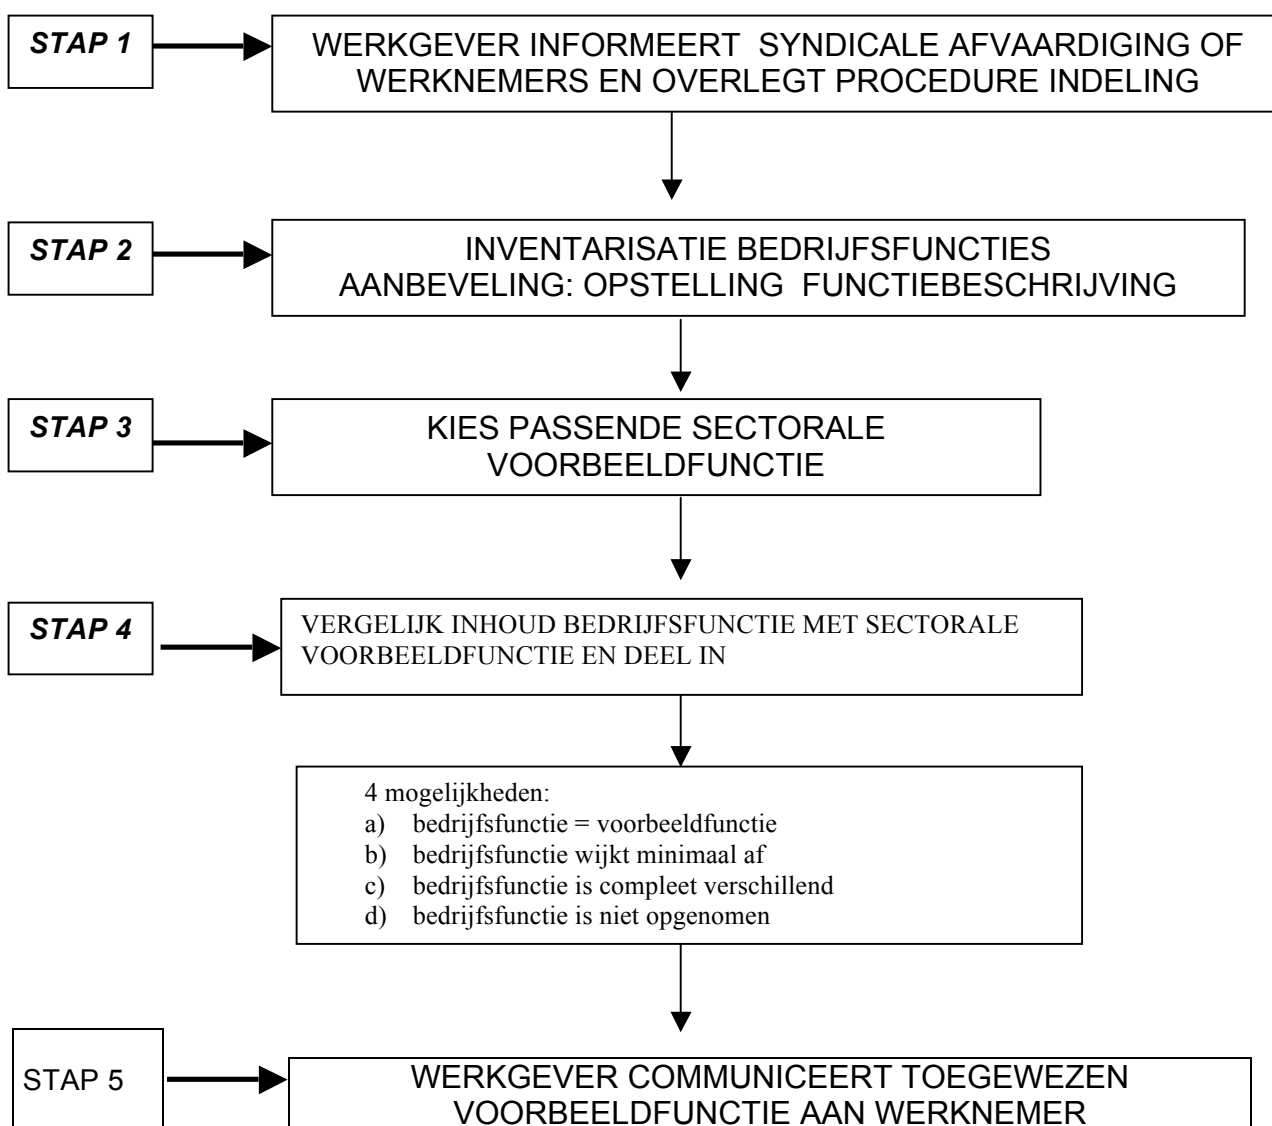 STAP 1
WERKGEVER INFORMEERT SYNDICALE AFVAARDIGING OF
WERKNEMERS EN OVERLEGT PROCEDURE INDELING
STAP 2
INVENTARISATIE BEDRIJFSFUNCTIES
AANBEVELING: OPSTELLING FUNCTIEBESCHRIJVING
STAP 3
KIES PASSENDE SECTORALE
VOORBEELDFUNCTIE
STAP 4
VERGELIJK INHOUD BEDRIJFSFUNCTIE MET SECTORALE
VOORBEELDFUNCTIE EN DEEL IN
4 mogelijkheden:
a) bedrijfsfunctie = voorbeeldfunctie
b) bedrijfsfunctie wijkt minimaal af
c) bedrijfsfunctie is compleet verschillend
d) bedrijfsfunctie is niet opgenomen
STAP 5
WERKGEVER COMMUNICEERT TOEGEWEZEN
VOORBEELDFUNCTIE AAN WERKNEMER